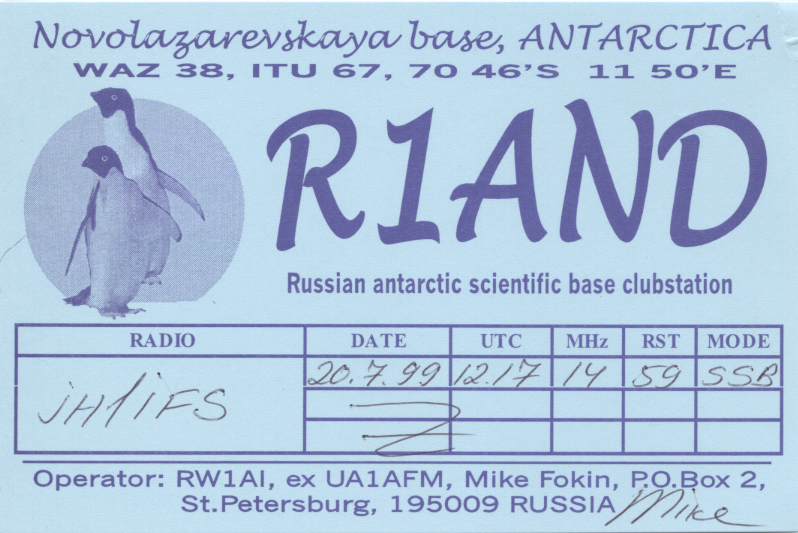 Novolazarevskaya base, ANTARCTICA
WAZ 38, ITU 67, 70 46'S 11 50'E
R1AND
Russian antarctic scientific base clubstation
RADIO DATE UTC MHz RST MODE
JH1IFS 20.7.99 12.17 14 59 SSB
Operator: RW1AI, ex UA1AFM, Mike Fokin, P.O.Box 2,
St.Petersburg, 195009 RUSSIA Mike